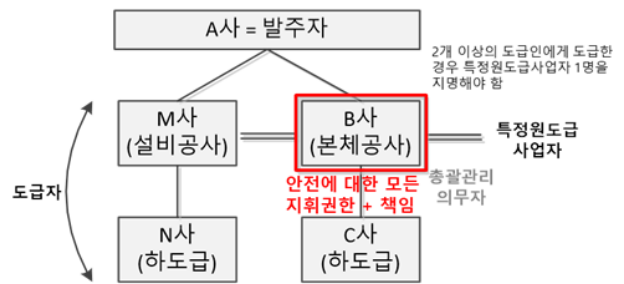 A사 = 발주자
2개 이상의 도급인에게 도급한
경우 특정원도급사업자 1명을
지명해야 함
M사
(설비공사)
B사
(본체공사)
특정원도급
사업자
도급자
안전에 대한 모든
지휘권한 + 책임
총괄관리
의무자
N사
(하도급)
C사
(하도급)